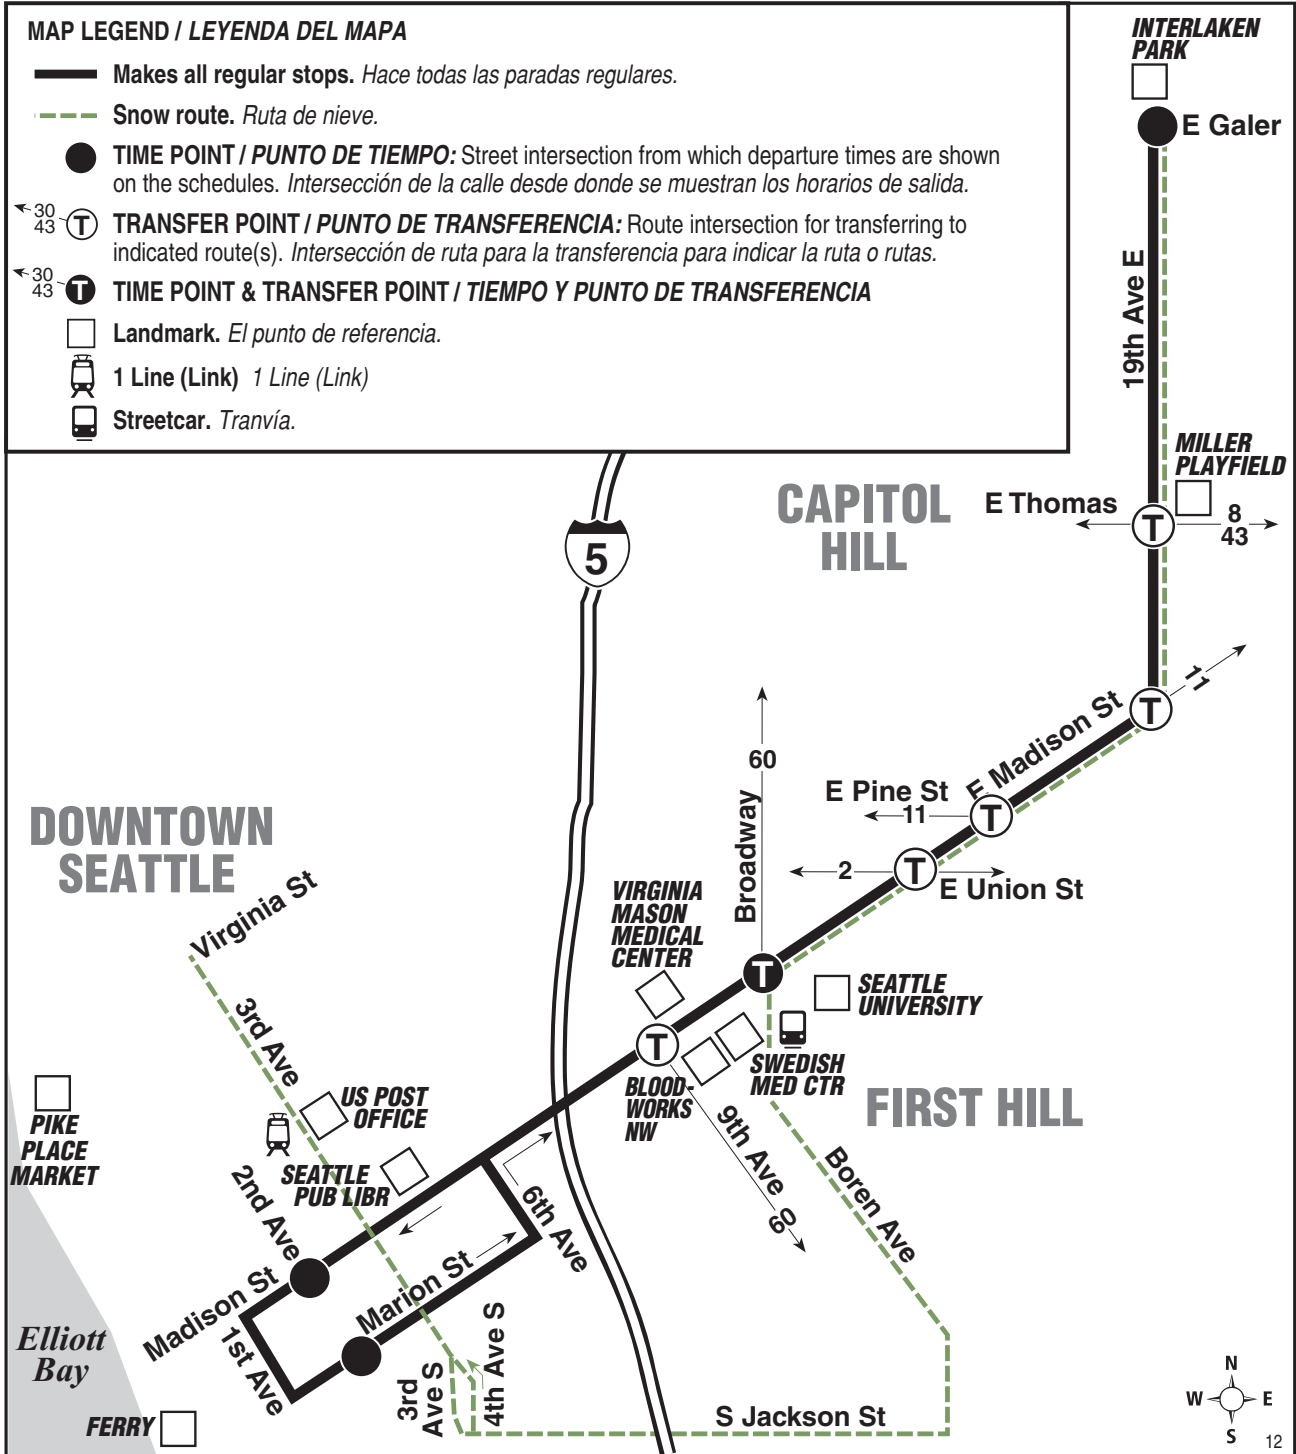 MAP LEGEND / LEYENDA DEL MAPA
Makes all regular stops. Hace todas las paradas regulares.
Snow route. Ruta de nieve.
TIME POINT / PUNTO DE TIEMPO: Street intersection from which departure times are shown
on the schedules. Intersección de la calle desde donde se muestran los horarios de salida.
30
43
T
TRANSFER POINT / PUNTO DE TRANSFERENCIA: Route intersection for transferring to
indicated route(s). Intersección de ruta para la transferencia para indicar la ruta o rutas.
30
43
T
TIME POINT & TRANSFER POINT / TIEMPO Y PUNTO DE TRANSFERENCIA
Landmark. El punto de referencia.
1 Line (Link) 1 Line (Link)
Streetcar. Tranvía.
INTERLAKEN
PARK
E Galer
19th Ave E
MILLER
PLAYFIELD
E Thomas
T
8
43
CAPITOL
HILL
5
11
T
E Madison St
60
Broadway
E Pine St
11
T
2
T
E Union St
DOWNTOWN
SEATTLE
Virginia St
VIRGINIA
MASON
MEDICAL
CENTER
T
SEATTLE
UNIVERSITY
3rd Ave
T
SWEDISH
MED CTR
BLOOD-
WORKS
NW
FIRST HILL
US POST
OFFICE
PIKE
PLACE
MARKET
SEATTLE
PUB LIBR
2nd Ave
9th Ave
60
Boren Ave
6th Ave
Madison St
Marion St
1st Ave
Elliott
Bay
3rd
Ave S
4th Ave S
S Jackson St
FERRY
N
W
E
S
12